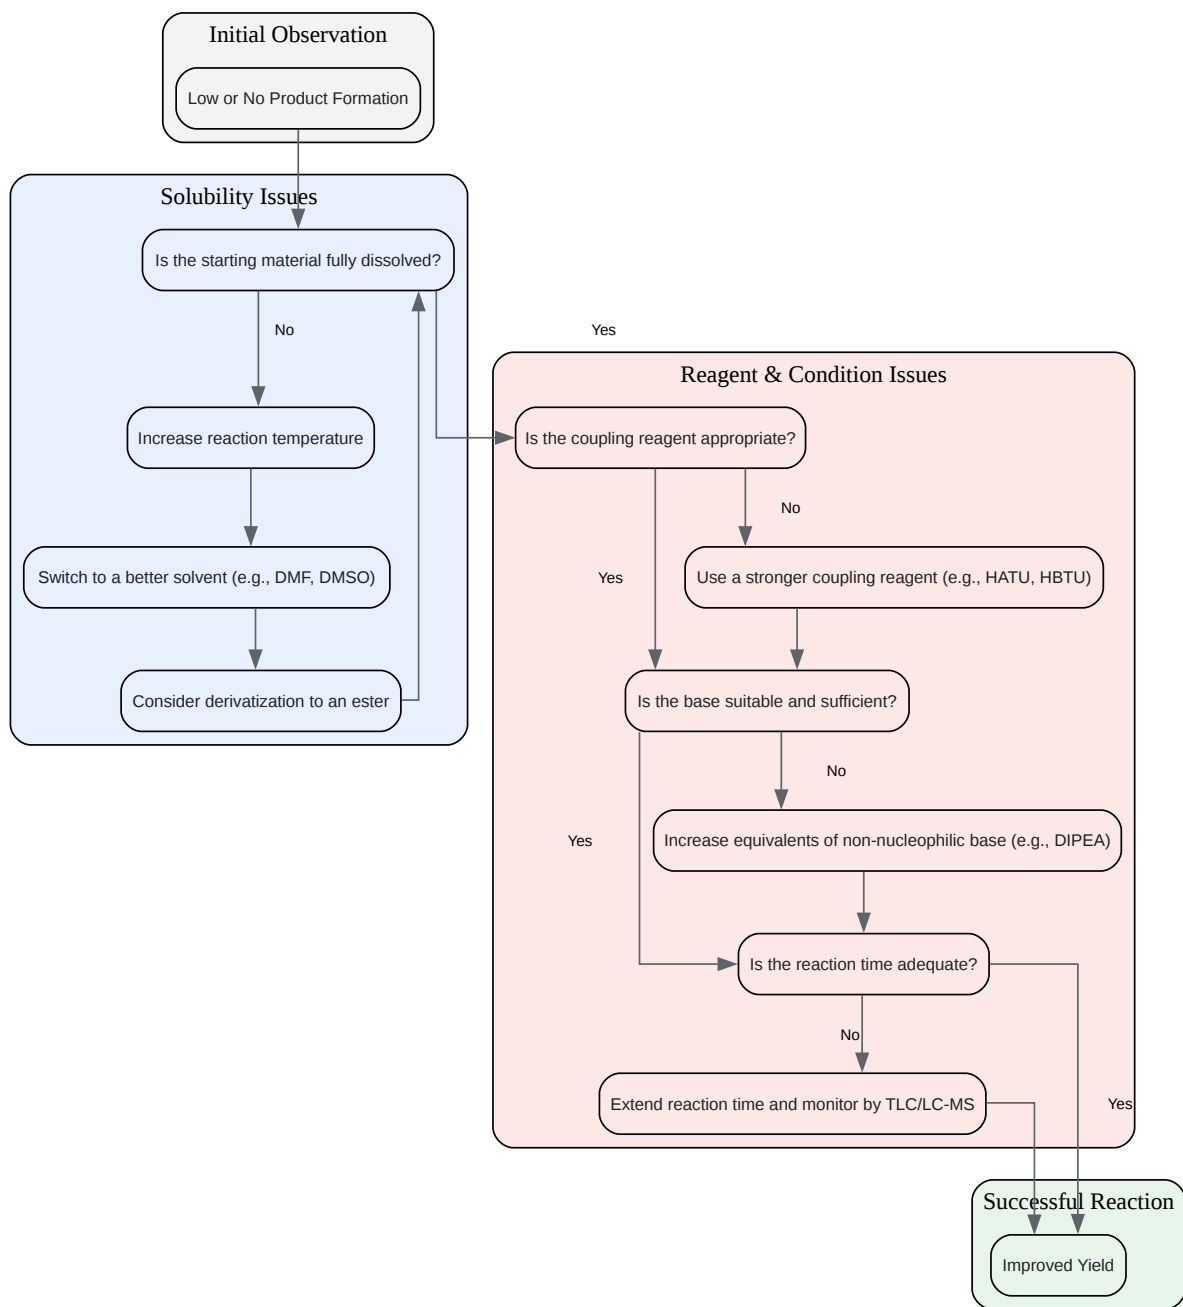 Initial Observation
Low or No Product Formation
Solubility Issues
Is the starting material fully dissolved?
No
Yes
Reagent & Condition Issues
Increase reaction temperature
Is the coupling reagent appropriate?
No
Switch to a better solvent (e.g., DMF, DMSO)
Yes
Use a stronger coupling reagent (e.g., HATU, HBTU)
Consider derivatization to an ester
Is the base suitable and sufficient?
No
Yes
Increase equivalents of non-nucleophilic base (e.g., DIPEA)
Is the reaction time adequate?
No
Extend reaction time and monitor by TLC/LC-MS
Yes
Successful Reaction
Improved Yield